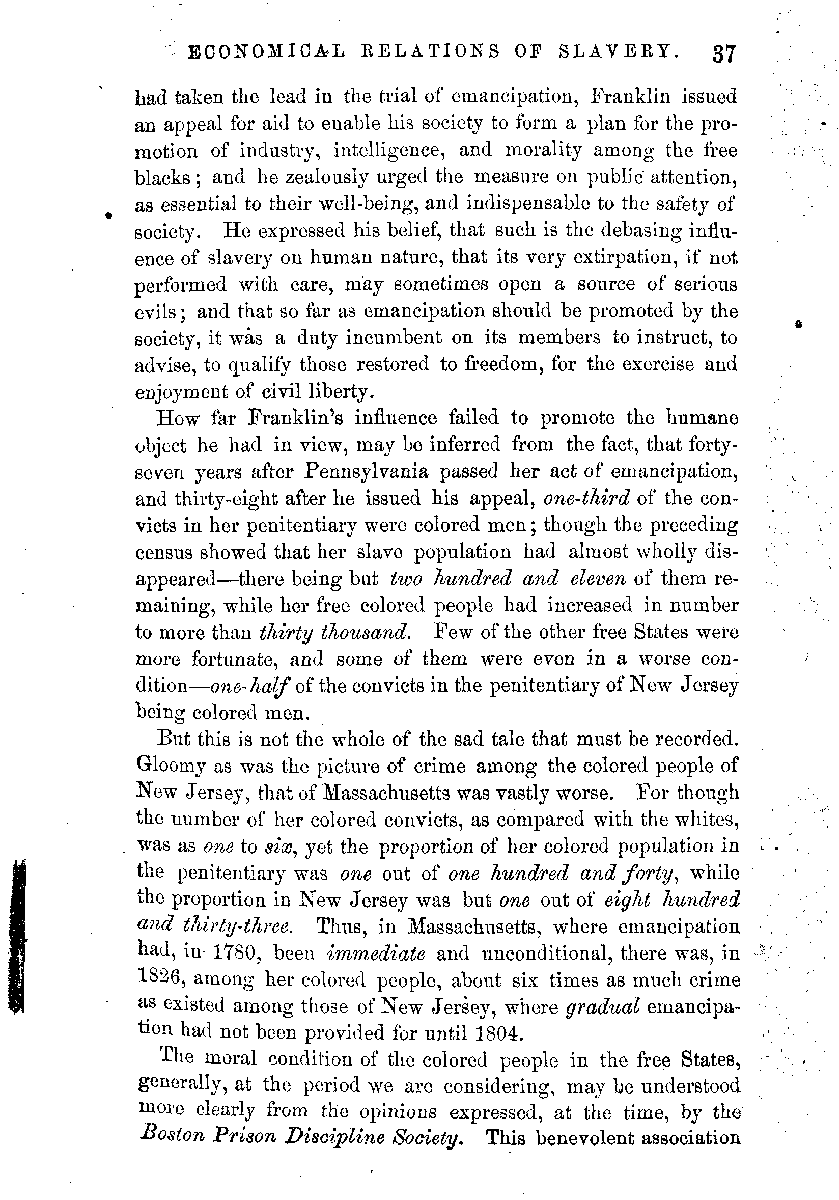 ECONOMICAL RELATIONS OF SLAVERY. 37
had taken the lead in the trial of emancipation, Franklin issued
an appeal for aid to enable his society to form a plan for the pro-
motion of industry, intelligence, and morality among the free
blacks; and he zealously urged the measure on public attention,
as essential to their well-being, and indispensable to the safety of
society. He expressed his belief, that such is the debasing influ-
ence of slavery on human nature, that its very extirpation, if not
performed with care, may sometimes open a source of serious
evils; and that so far as emancipation should be promoted by the
society, it was a duty incumbent on its members to instruct, to
advise, to qualify those restored to freedom, for the exercise and
enjoyment of civil liberty.
How far Franklin's influence failed to promote the humane
object he had in view, may be inferred from the fact, that forty-
seven years after Pennsylvania passed her act of emancipation,
and thirty-eight after he issued his appeal, one-third of the con-
victs in her penitentiary were colored men; though the preceding
census showed that her slave population had almost wholly dis-
appeared—there being but two hundred and eleven of them re-
maining, while her free colored people had increased in number
to more than thirty thousand. Few of the other free States were
more fortunate, and some of them were even in a worse con-
dition—one-half of the convicts in the penitentiary of New Jersey
being colored men.
But this is not the whole of the sad tale that must be recorded.
Gloomy as was the picture of crime among the colored people of
New Jersey, that of Massachusetts was vastly worse. For though
the number of her colored convicts, as compared with the whites,
was as one to six, yet the proportion of her colored population in
the penitentiary was one out of one hundred and forty, while
the proportion in New Jersey was but one out of eight hundred
and thirty-three. Thus, in Massachusetts, where emancipation
had, in 1780, been immediate and unconditional, there was, in
1826, among her colored people, about six times as much crime
as existed among those of New Jersey, where gradual emancipa-
tion had not been provided for until 1804.
The moral condition of the colored people in the free States,
generally, at the period we are considering, may be understood
more clearly from the opinions expressed, at the time, by the
Boston Prison Discipline Society. This benevolent association